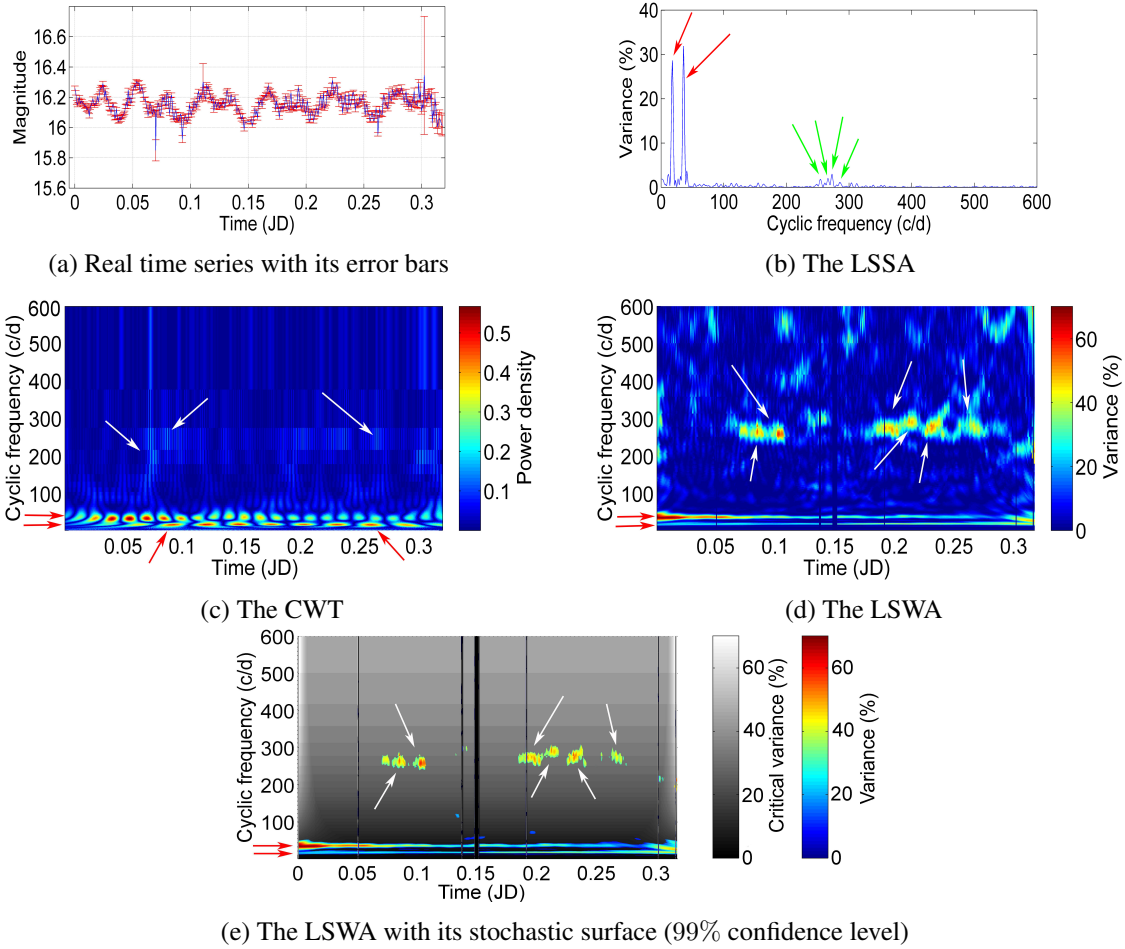 16.8
16.6
16.4
16.2
16
15.8
15.6
Magnitude
0 0.05 0.1 0.15 0.2 0.25 0.3
Time (JD)
(a) Real time series with its error bars
40
30
20
10
0
Variance (%)
0 100 200 300 400 500 600
Cyclic frequency (c/d)
(b) The LSSA
600
500
400
300
200
100
Cyclic frequency (c/d)
0.05 0.1 0.15 0.2 0.25 0.3
Time (JD)
0.5
0.4
0.3
0.2
0.1
Power density
(c) The CWT
600
500
400
300
200
100
Cyclic frequency (c/d)
0.05 0.1 0.15 0.2 0.25 0.3
Time (JD)
60
40
20
0
Variance (%)
(d) The LSWA
600
500
400
300
200
100
Cyclic frequency (c/d)
0 0.05 0.1 0.15 0.2 0.25 0.3
Time (JD)
60
40
20
0
Critical variance (%)
60
40
20
0
Variance (%)
(e) The LSWA with its stochastic surface (99% confidence level)